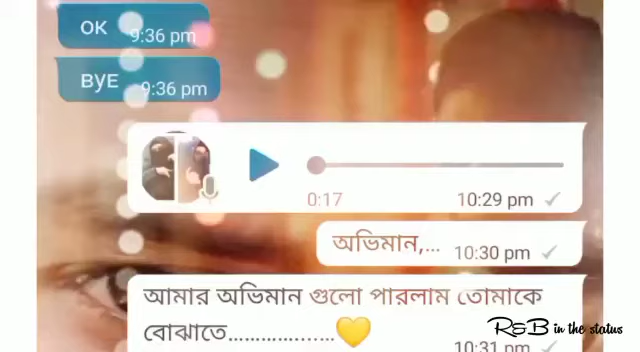 OK 9:36 pm
BYE 9:36 pm
0:17 10:29 pm
অভিমান,... 10:30 pm
আমার অভিমান গুলো পারলাম তোমাকে
বোঝাতে.................💛
10:31 pm
R&B in the status